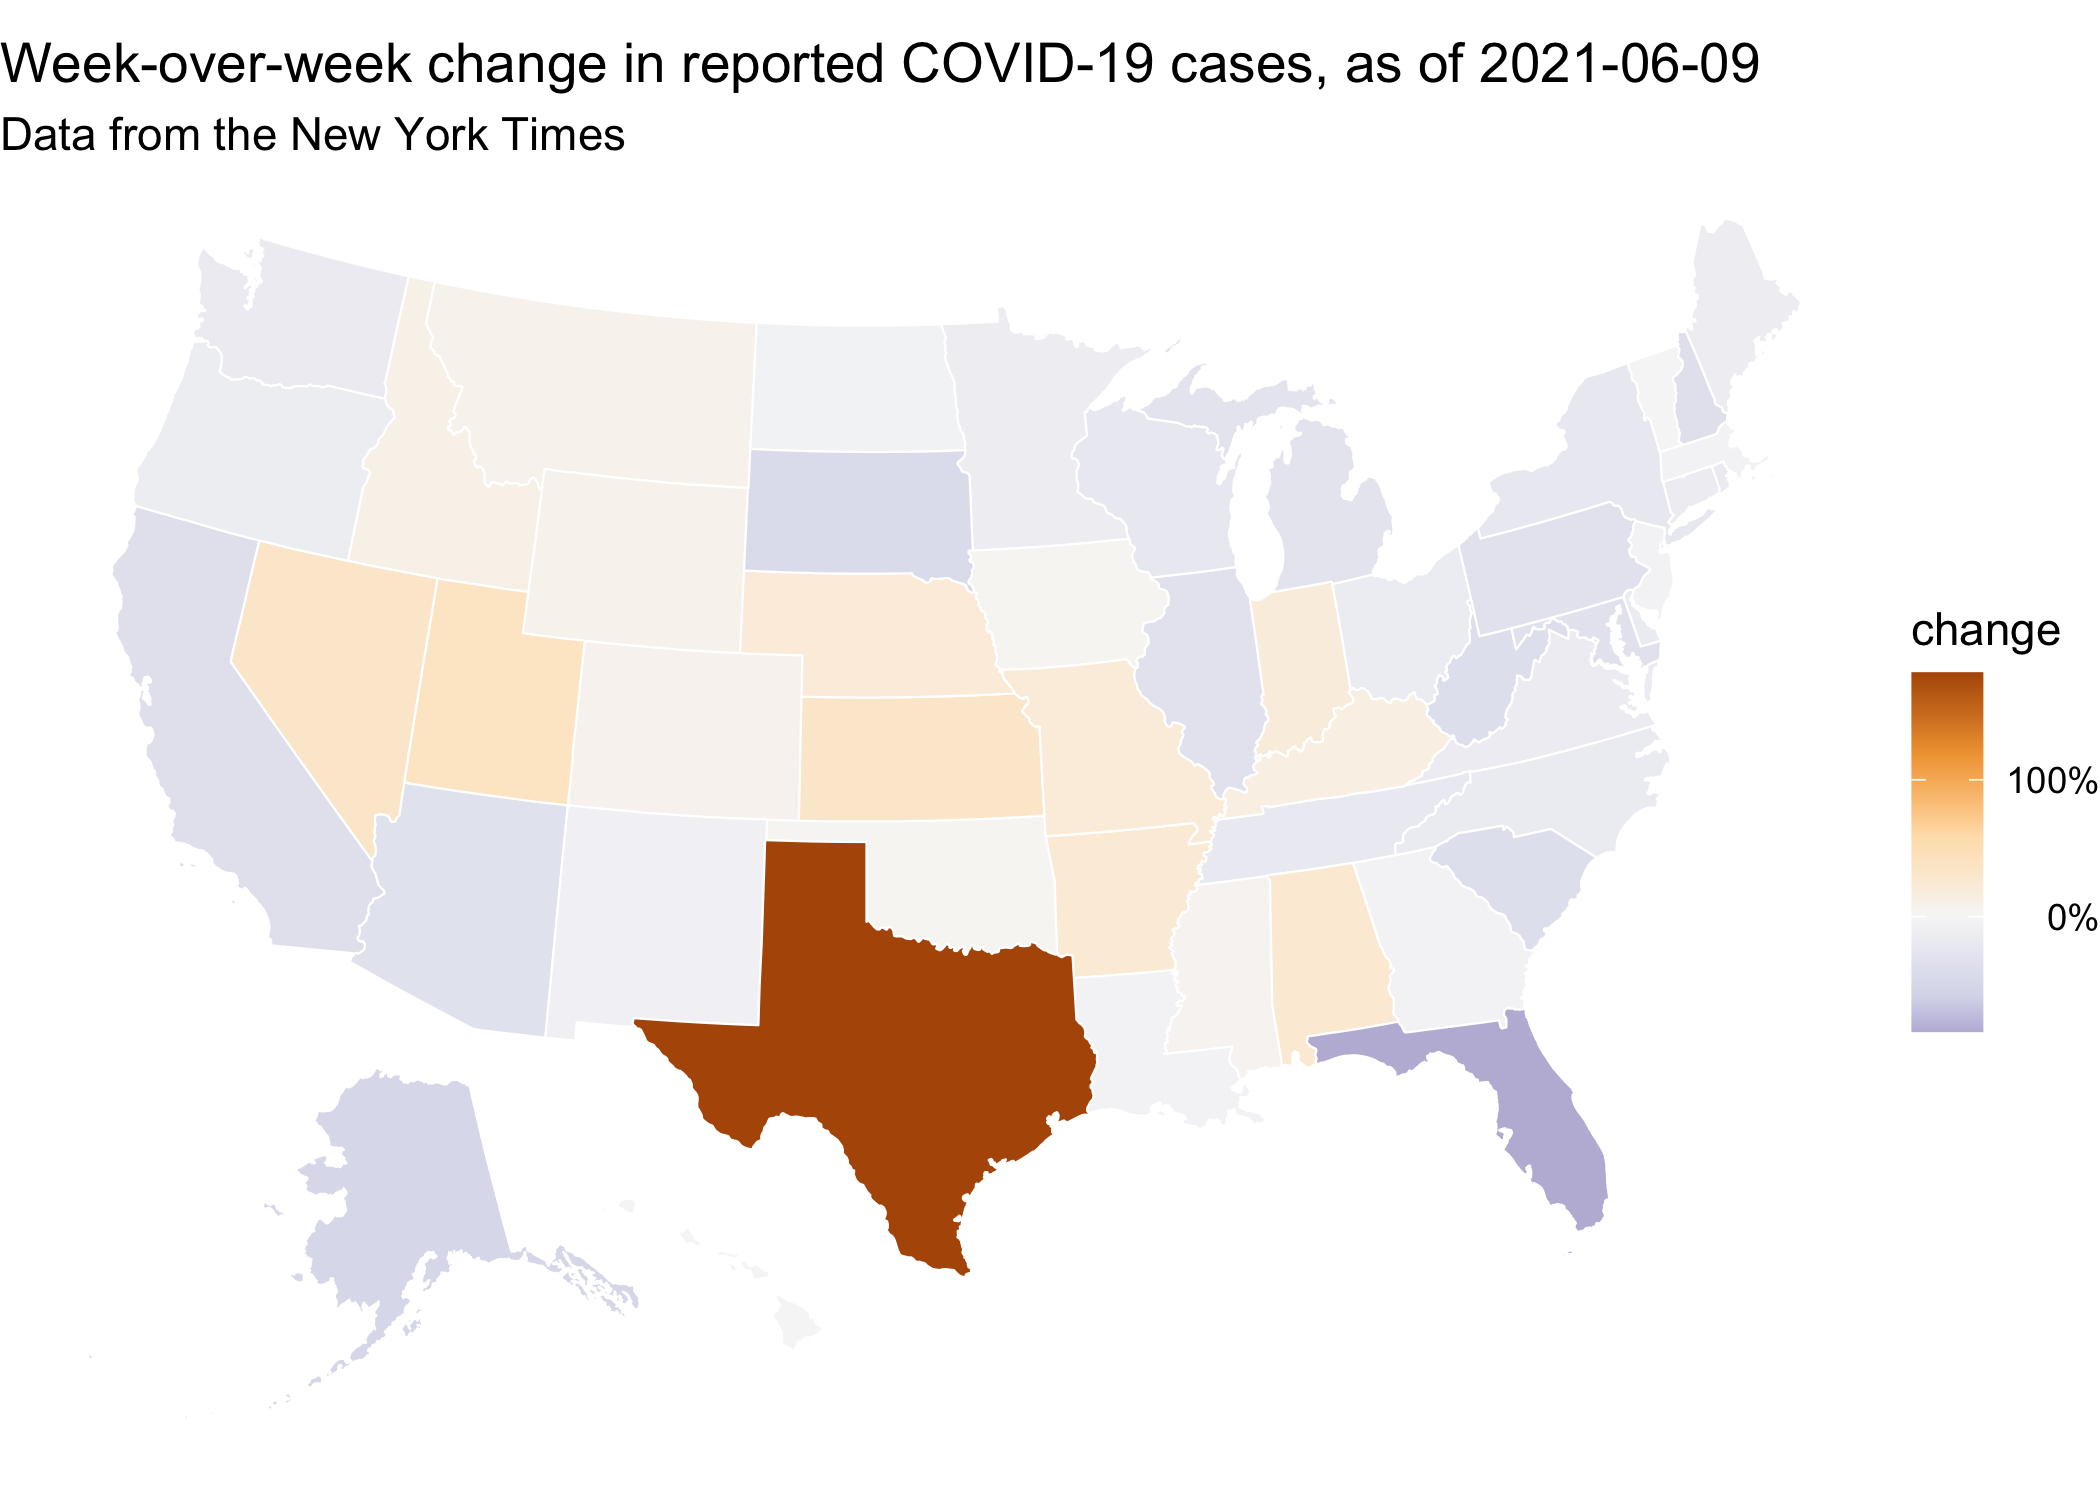 Week-over-week change in reported COVID-19 cases, as of 2021-06-09
Data from the New York Times
change
100%
0%